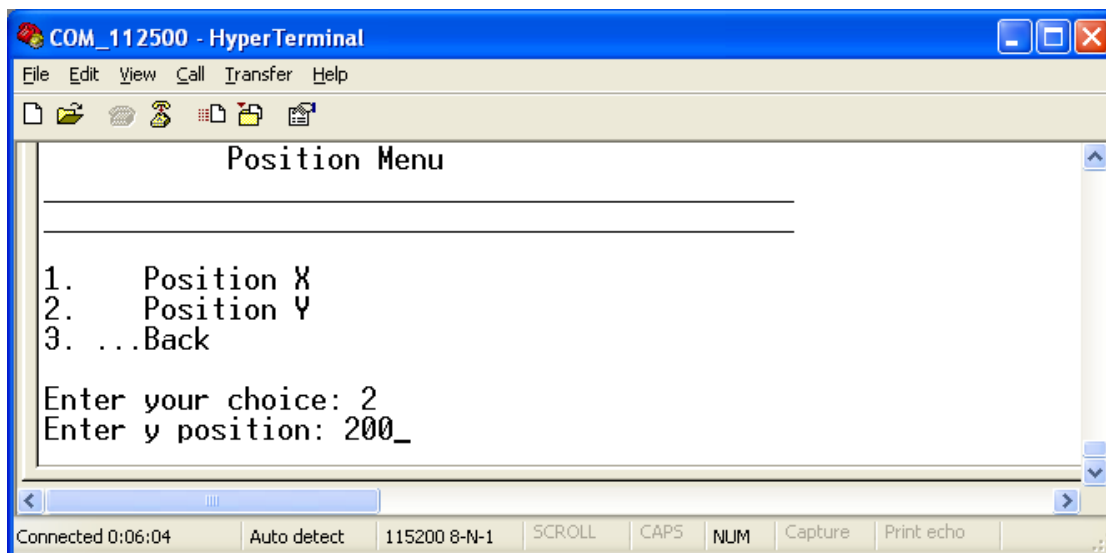 COM_112500 - HyperTerminal
File Edit View Call Transfer Help
Position Menu
1. Position X
2. Position Y
3. ...Back
Enter your choice: 2
Enter y position: 200_
Connected 0:06:04 Auto detect 115200 8-N-1 SCROLL CAPS NUM Capture Print echo